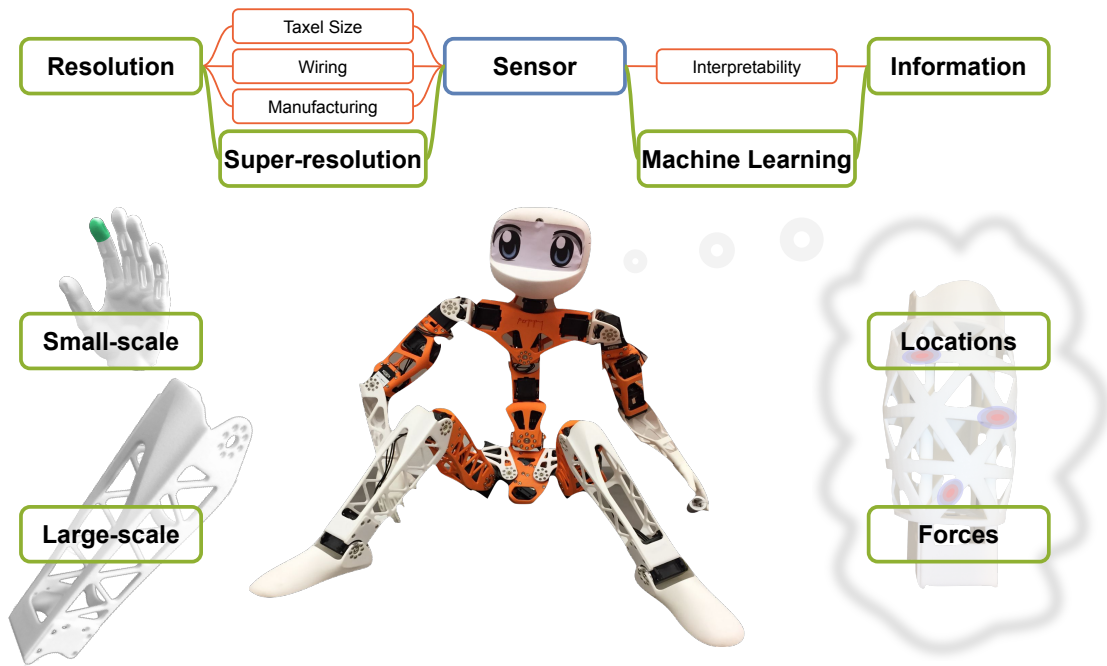 Taxel Size
Resolution
Wiring
Sensor
Interpretability
Information
Manufacturing
Super-resolution
Machine Learning
Small-scale
Locations
Large-scale
Forces